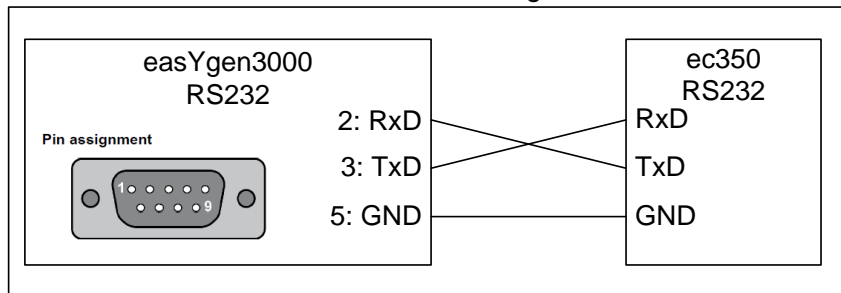 easYgen3000
RS232
Pin assignment
1
9
2: RxD
3: TxD
5: GND
ec350
RS232
RxD
TxD
GND